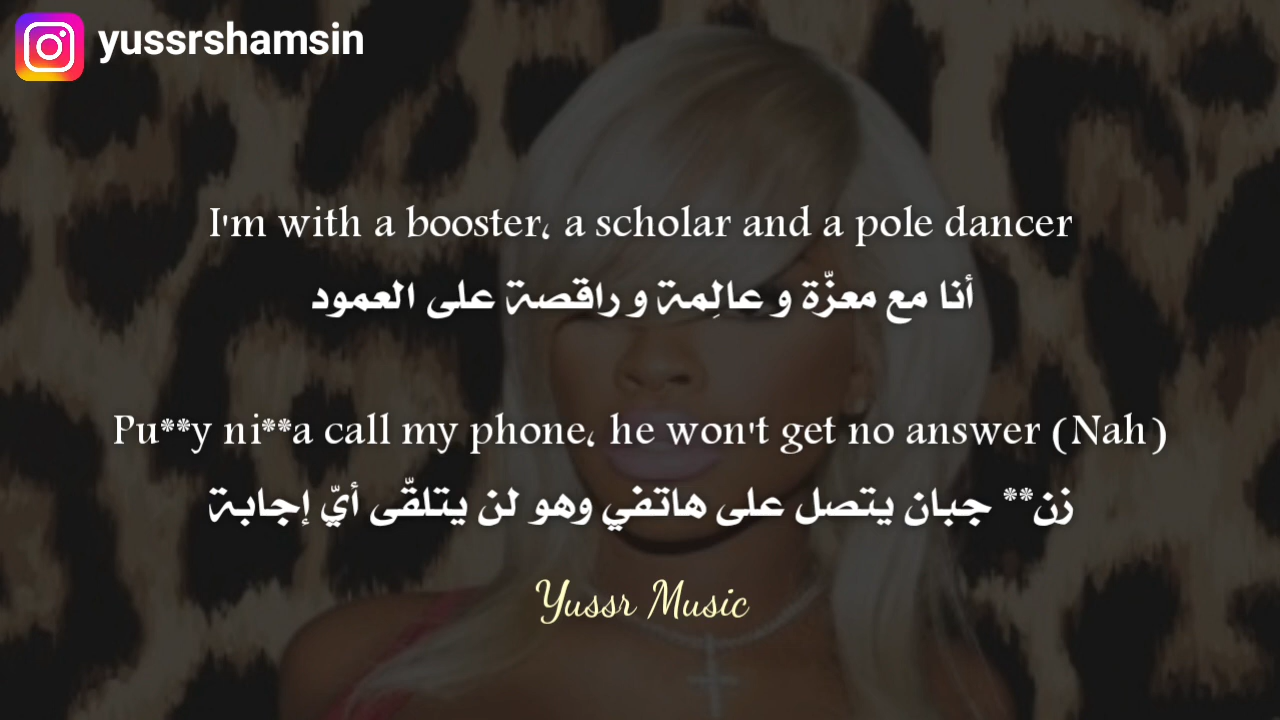 yussrshamsin
I'm with a booster، a scholar and a pole dancer
أنا مع معزّة و عالِمة و راقصة على العمود
Pu**y ni**a call my phone، he won't get no answer (Nah)
زن** جبان يتصل على هاتفي وهو لن يتلقّى أيّ إجابة
Yussr Music